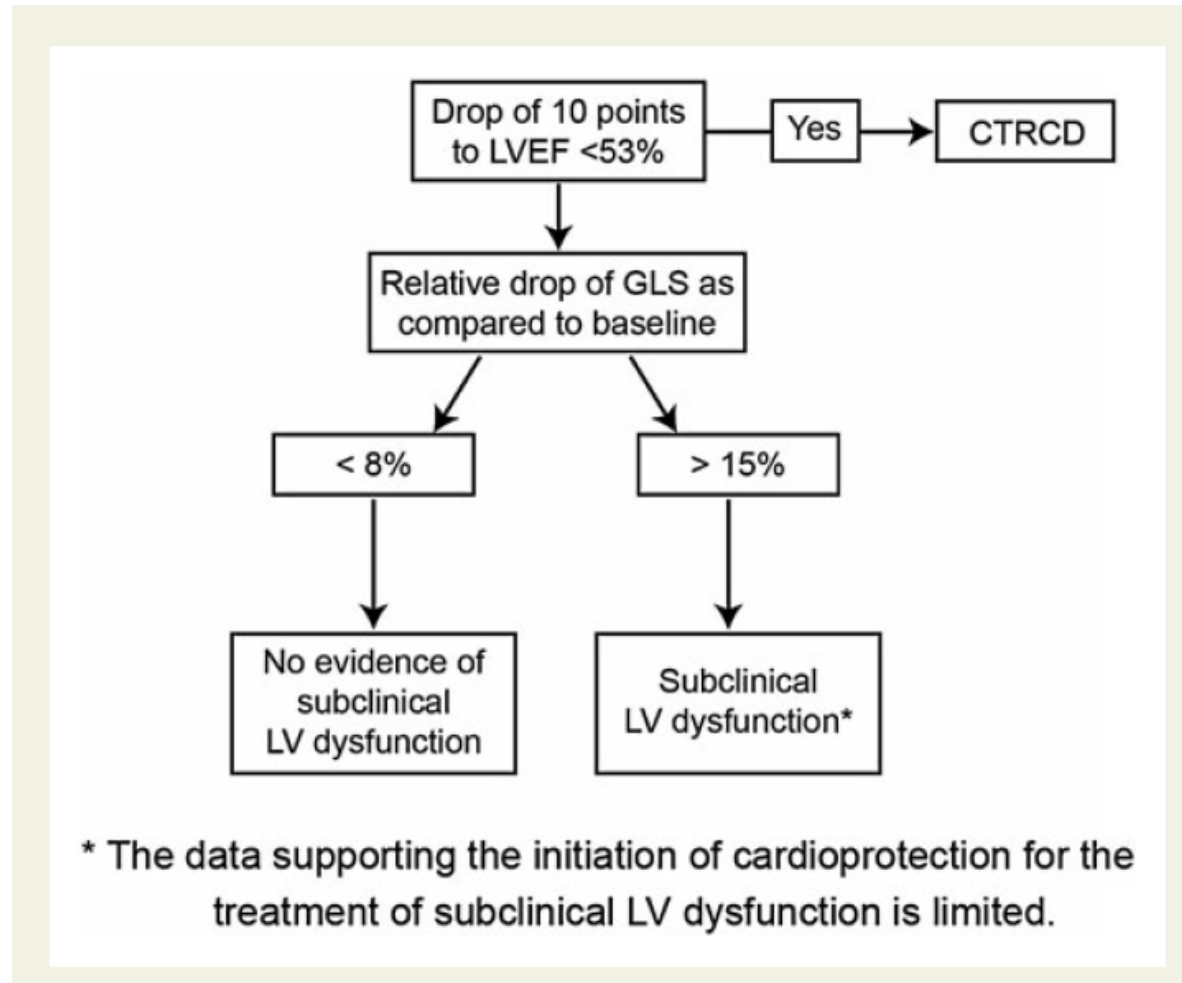 Drop of 10 points
to LVEF <53%
Yes
CTRCD
Relative drop of GLS as
compared to baseline
< 8%
> 15%
No evidence of
subclinical
LV dysfunction
Subclinical
LV dysfunction*
* The data supporting the initiation of cardioprotection for the
treatment of subclinical LV dysfunction is limited.